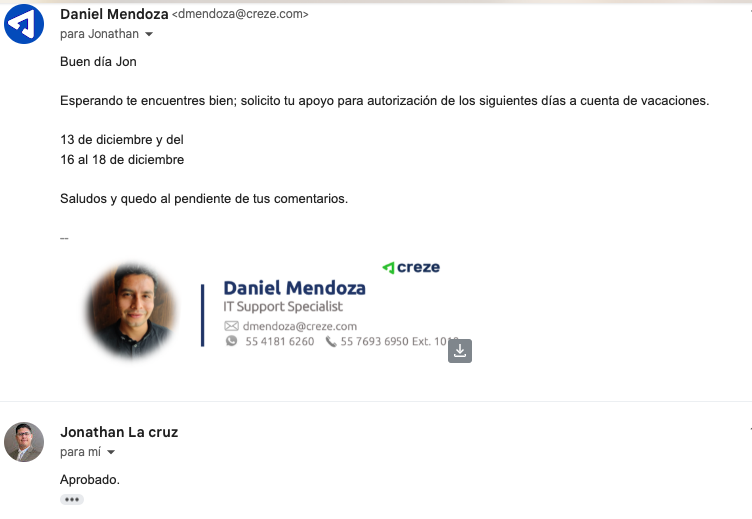 Daniel Mendoza <dmendoza@creze.com>
para Jonathan
Buen día Jon
Esperando te encuentres bien; solicito tu apoyo para autorización de los siguientes días a cuenta de vacaciones.
13 de diciembre y del
16 al 18 de diciembre
Saludos y quedo al pendiente de tus comentarios.
--
creze
Daniel Mendoza
IT Support Specialist
dmendoza@creze.com
55 4181 6260 55 7693 6950 Ext.
Jonathan La cruz
para mí
Aprobado.